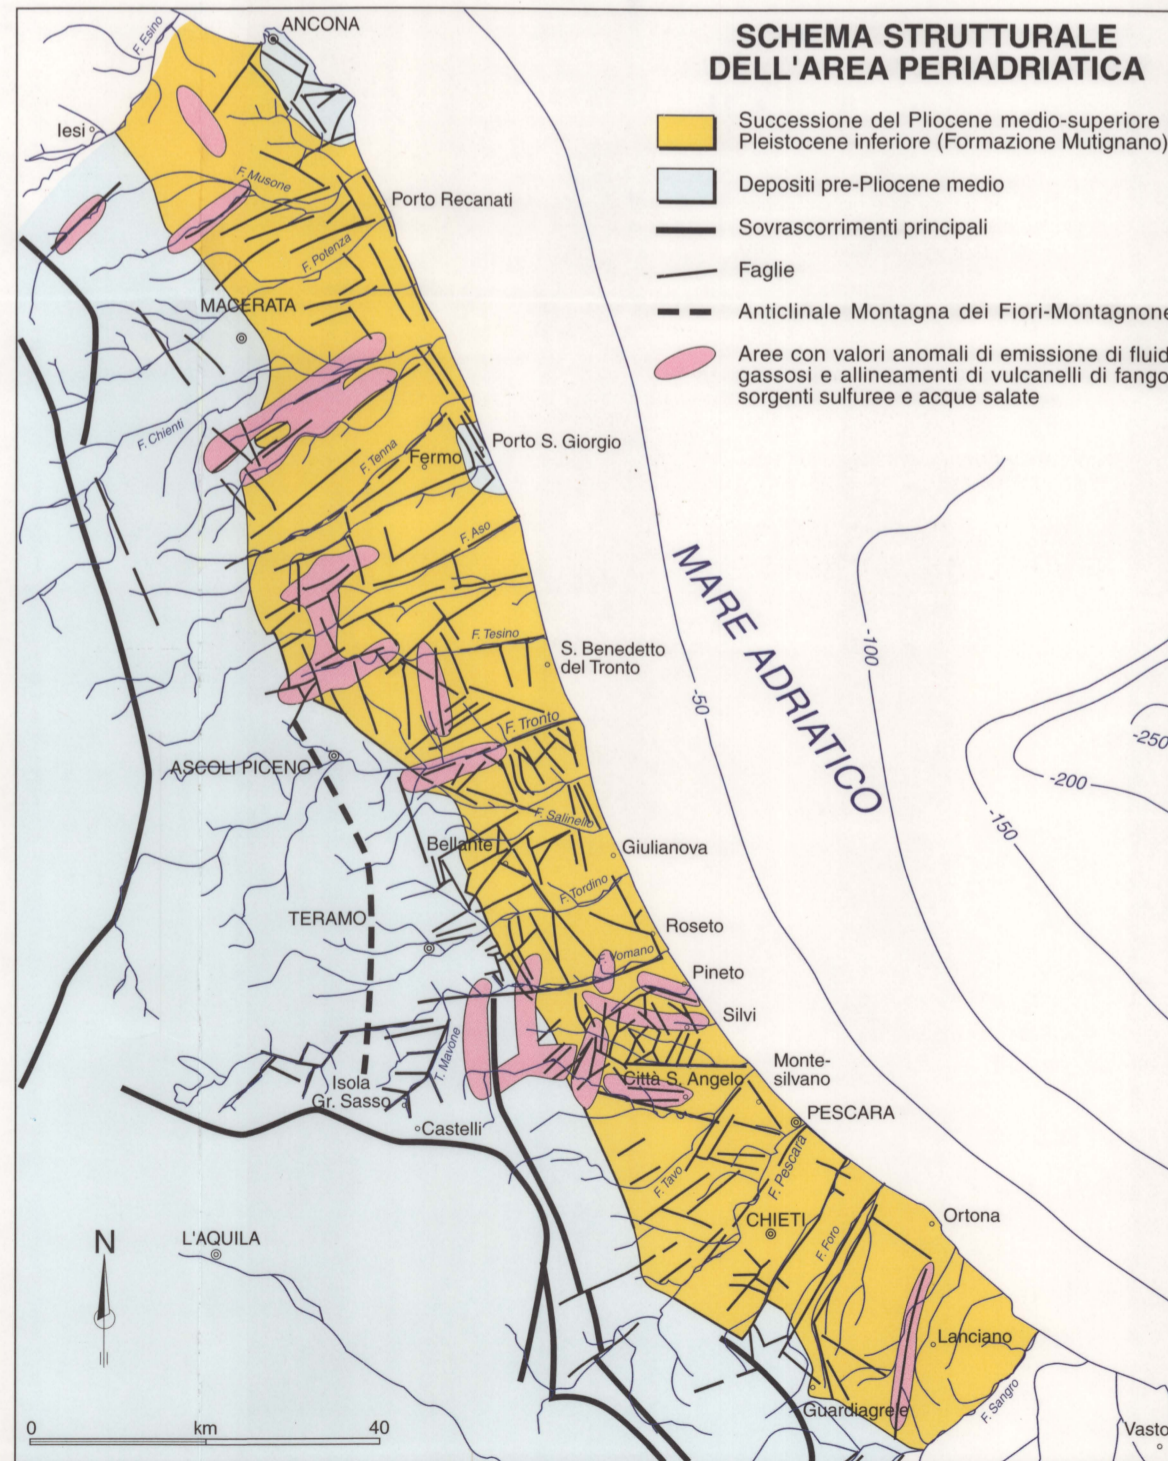 SCHEMA STRUTTURALE
DELL'AREA PERIADRIATICA
Successione del Pliocene medio-superiore
Pleistocene inferiore (Formazione Mutignano)
Depositi pre-Pliocene medio
Sovrascorrimenti principali
Faglie
Anticlinale Montagna dei Fiori-Montagnone
Aree con valori anomali di emissione di fluid
gassosi e allineamenti di vulcanelli di fango
sorgenti sulfuree e acque salate
ANCONA
F. Esino
Iesi
F. Musone
Porto Recanati
F. Potenza
MACERATA
F. Chienti
Porto S. Giorgio
Fermo
F. Tenna
F. Aso
MARE ADRIATICO
-50
-100
-150
-200
-250
F. Tesino
S. Benedetto
del Tronto
F. Tronto
ASCOLI PICENO
F. Salinello
Bellante
Giulianova
F. Tordino
TERAMO
Roseto
F. Vomano
Pineto
Silvi
T. Mavone
Isola
Gr. Sasso
Castelli
Città S. Angelo
Monte-
silvano
PESCARA
F. Tavo
F. Pescara
CHIETI
F. Foro
Ortona
N
L'AQUILA
Lanciano
Guardiagrele
F. Sangro
Vasto
0 km 40